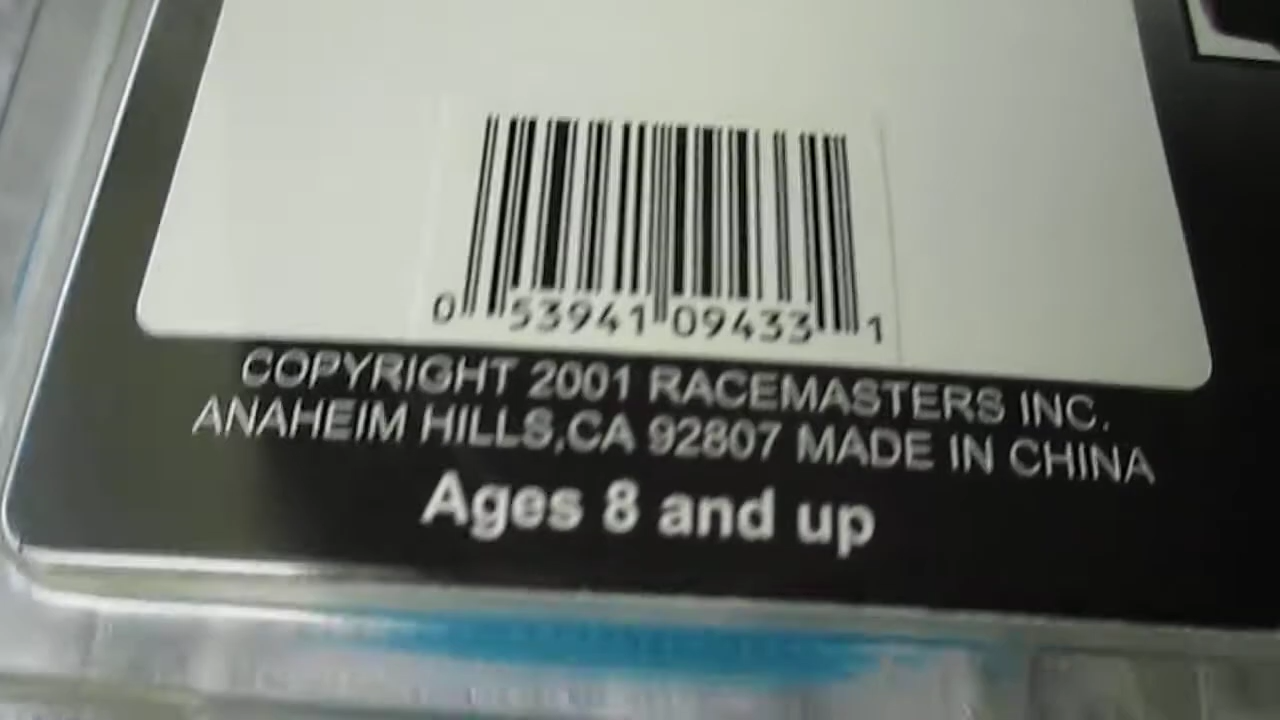 0 53941 09433 1
COPYRIGHT 2001 RACEMASTERS INC.
ANAHEIM HILLS,CA 92807 MADE IN CHINA
Ages 8 and up